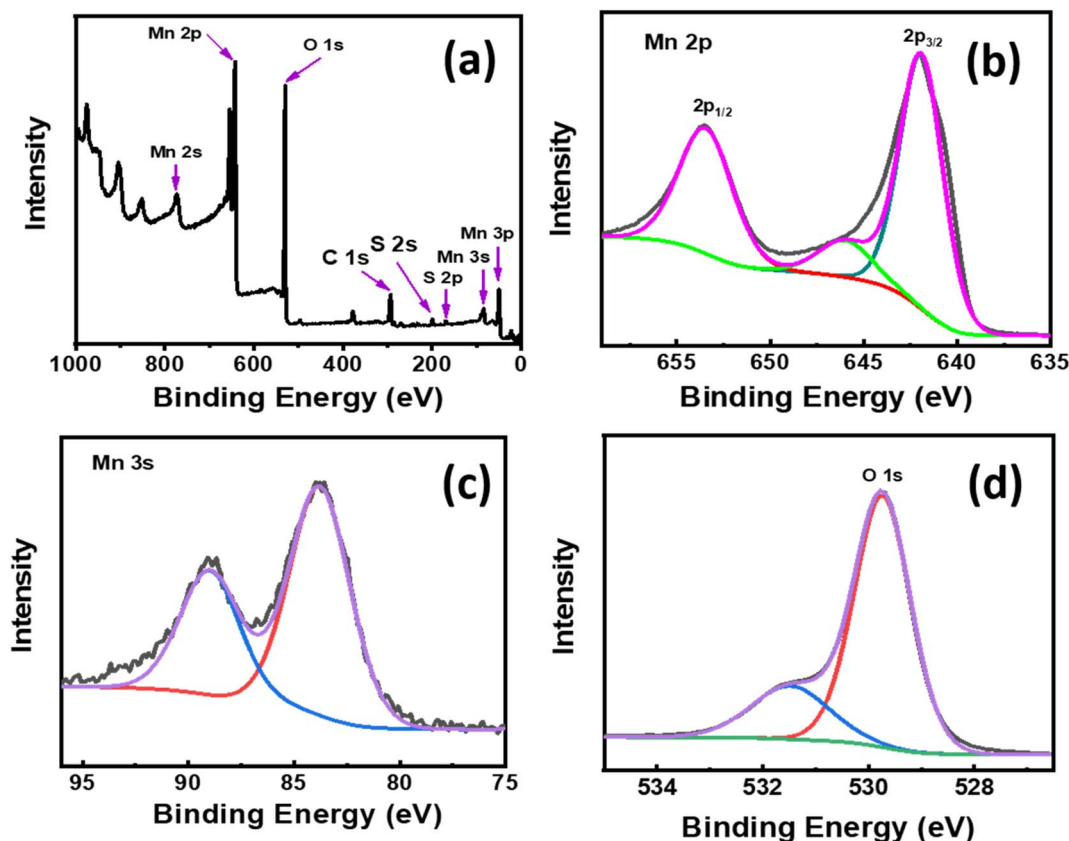 (a)
Mn 2p
O 1s
Mn 2s
C 1s
S 2s
S 2p
Mn 3s
Mn 3p
Intensity
1000 800 600 400 200 0
Binding Energy (eV)
(b)
Mn 2p
2p1/2
2p3/2
Intensity
655 650 645 640 635
Binding Energy (eV)
(c)
Mn 3s
Intensity
95 90 85 80 75
Binding Energy (eV)
(d)
O 1s
Intensity
534 532 530 528
Binding Energy (eV)